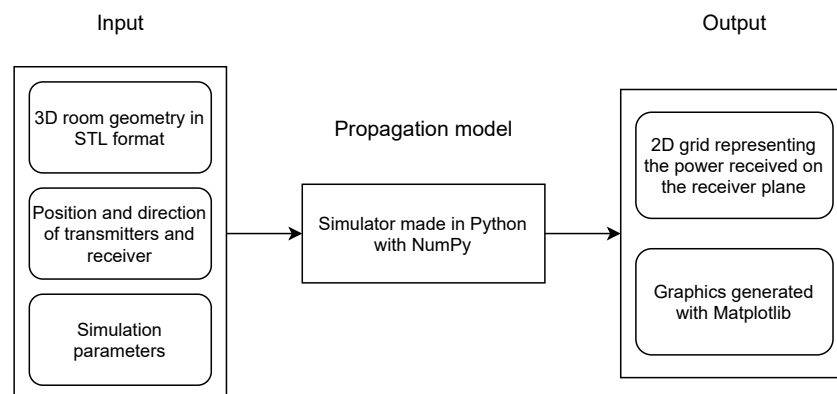 Input
3D room geometry in
STL format
Position and direction
of transmitters and
receiver
Simulation
parameters
Propagation model
Simulator made in Python
with NumPy
Output
2D grid representing
the power received on
the receiver plane
Graphics generated
with Matplotlib